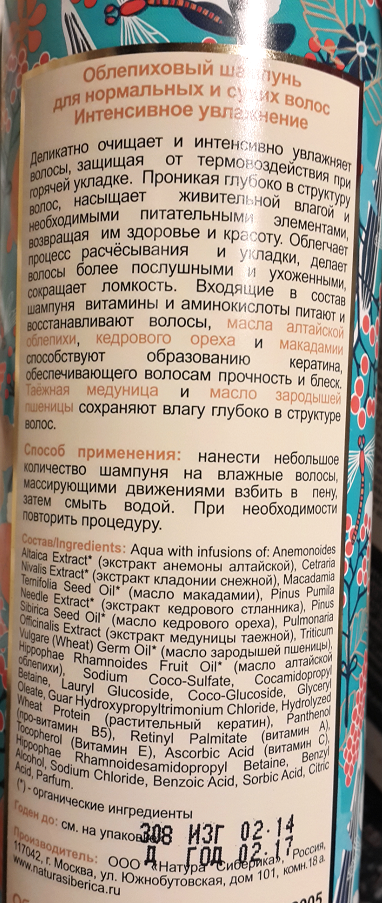 Облепиховый шампунь
для нормальных и сухих волос
Интенсивное увлажнение
Деликатно очищает и интенсивно увлажняет
волосы, защищая от термовоздействия при
горячей укладке. Проникая глубоко в структуру
волос, насыщает живительной влагой и
необходимыми питательными элементами,
возвращая им здоровье и красоту. Облегчает
процесс расчёсывания и укладки, делает
волосы более послушными и ухоженными,
сокращает ломкость. Входящие в состав
шампуня витамины и аминокислоты питают и
восстанавливают волосы, масла алтайской
облепихи, кедрового ореха и макадамии
способствуют образованию кератина,
обеспечивающего волосам прочность и блеск.
Таёжная медуница и масло зародышей
пшеницы сохраняют влагу глубоко в структуре
волос.
Способ применения: нанести небольшое
количество шампуня на влажные волосы,
массирующими движениями взбить в пену,
затем смыть водой. При необходимости
повторить процедуру.
Состав/Ingredients: Aqua with infusions of: Anemonoides
Altaica Extract* (экстракт анемоны алтайской), Cetraria
Nivalis Extract* (экстракт кладонии снежной), Macadamia
Ternifolia Seed Oil* (масло макадамии), Pinus Pumila
Needle Extract* (экстракт кедрового стланника), Pinus
Sibirica Seed Oil* (масло кедрового ореха), Pulmonaria
Officinalis Extract (экстракт медуницы таежной), Triticum
Vulgare (Wheat) Germ Oil* (масло зародышей пшеницы),
Hippophae Rhamnoides Fruit Oil* (масло алтайской
облепихи), Sodium Coco-Sulfate, Cocamidopropyl
Betaine, Lauryl Glucoside, Coco-Glucoside, Glyceryl
Oleate, Guar Hydroxypropyltrimonium Chloride, Hydrolyzed
Wheat Protein (растительный кератин), Panthenol
(про-витамин B5), Retinyl Palmitate (витамин А),
Tocopherol (Витамин Е), Ascorbic Acid (витамин С),
Hippophae Rhamnoidesamidopropyl Betaine, Benzyl
Alcohol, Sodium Chloride, Benzoic Acid, Sorbic Acid, Citric
Acid, Parfum.
(*) - органические ингредиенты
Годен до: см. на упаковке
308 ИЗГ 02.14
Д ГОД 02.17
Производитель: ООО «Натура Сиберика», Россия,
117042, г. Москва, ул. Южнобутовская, дом 101, комн.18 а.
www.naturasiberica.ru